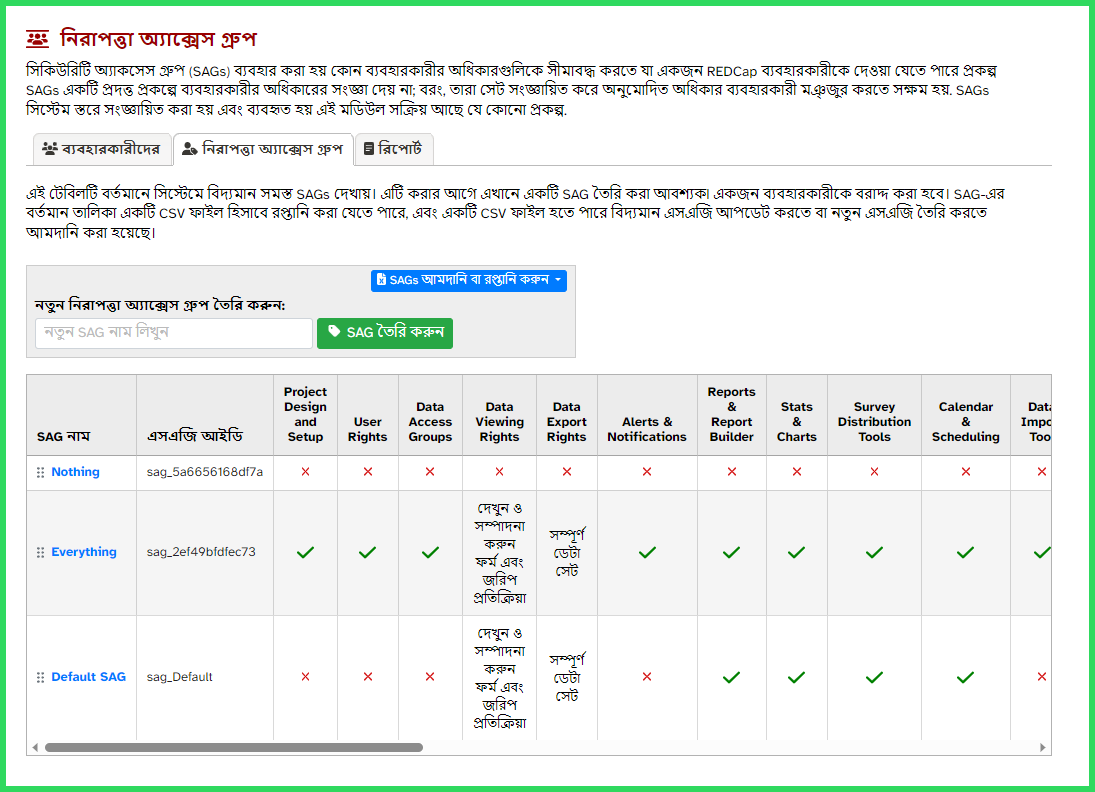 নিরাপত্তা অ্যাক্সেস গ্রুপ
সিকিউরিটি অ্যাকসেস গ্রুপ (SAGs) ব্যবহার করা হয় কোন ব্যবহারকারীর অধিকারগুলিকে সীমাবদ্ধ করতে যা একজন REDCap ব্যবহারকারীকে দেওয়া যেতে পারে প্রকল্প
SAGs একটি প্রদত্ত প্রকল্পে ব্যবহারকারীর অধিকারের সংজ্ঞা দেয় না; বরং, তারা সেট সংজ্ঞায়িত করে অনুমোদিত অধিকার ব্যবহারকারী মঞ্জুর করতে সক্ষম হয়. SAGs
সিস্টেম স্তরে সংজ্ঞায়িত করা হয় এবং ব্যবহৃত হয় এই মডিউল সক্রিয় আছে যে কোনো প্রকল্প.
ব্যবহারকারীদের
নিরাপত্তা অ্যাক্সেস গ্রুপ
রিপোর্ট
এই টেবিলটি বর্তমানে সিস্টেমে বিদ্যমান সমস্ত SAGs দেখায়। এটি করার আগে এখানে একটি SAG তৈরি করা আবশ্যক৷ একজন ব্যবহারকারীকে বরাদ্দ করা হবে। SAG-এর
বর্তমান তালিকা একটি CSV ফাইল হিসাবে রপ্তানি করা যেতে পারে, এবং একটি CSV ফাইল হতে পারে বিদ্যমান এসএজি আপডেট করতে বা নতুন এসএজি তৈরি করতে
আমদানি করা হয়েছে।
SAGs আমদানি বা রপ্তানি করুন
নতুন নিরাপত্তা অ্যাক্সেস গ্রুপ তৈরি করুন:
নতুন SAG নাম লিখুন
SAG তৈরি করুন
SAG নাম
এসএজি আইডি
Project
Design
and
Setup
User
Rights
Data
Access
Groups
Data
Viewing
Rights
Data
Export
Rights
Alerts &
Notifications
Reports
&
Report
Builder
Stats
&
Charts
Survey
Distribution
Tools
Calendar
&
Scheduling
Data
Impo
Too
Nothing
sag_5a6656168df7a
Everything
sag_2ef49bfdfec73
দেখুন ও
সম্পাদনা
করুন
ফর্ম এবং
জরিপ
প্রতিক্রিয়া
সম্পূর্ণ
ডেটা
সেট
Default SAG
sag_Default
দেখুন ও
সম্পাদনা
করুন
ফর্ম এবং
জরিপ
প্রতিক্রিয়া
সম্পূর্ণ
ডেটা
সেট